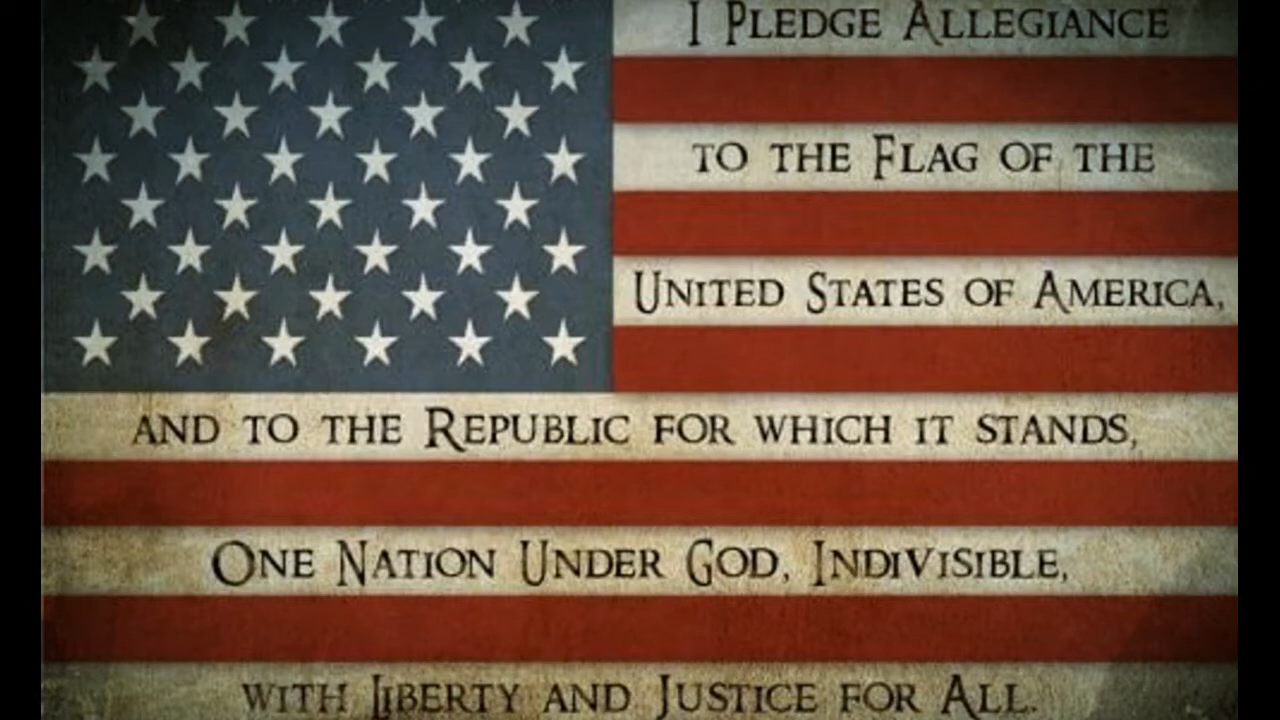 I Pledge Allegiance
to the Flag of the
United States of America,
and to the Republic for which it stands,
One Nation Under God, Indivisible,
with Liberty and Justice for All.